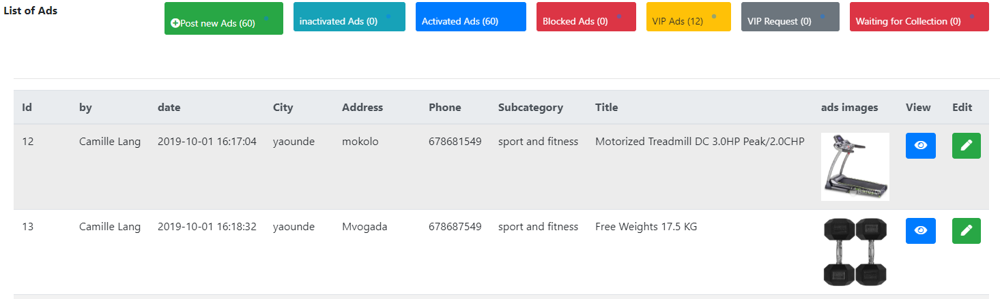 List of Ads
Post new Ads (60) inactivated Ads (0) Activated Ads (60) Blocked Ads (0) VIP Ads (12) VIP Request (0) Waiting for Collection (0)
Id by date City Address Phone Subcategory Title ads images View Edit
12 Camille Lang 2019-10-01 16:17:04 yaounde mokolo 678681549 sport and fitness Motorized Treadmill DC 3.0HP Peak/2.0CHP
13 Camille Lang 2019-10-01 16:18:32 yaounde Mvogada 678687549 sport and fitness Free Weights 17.5 KG